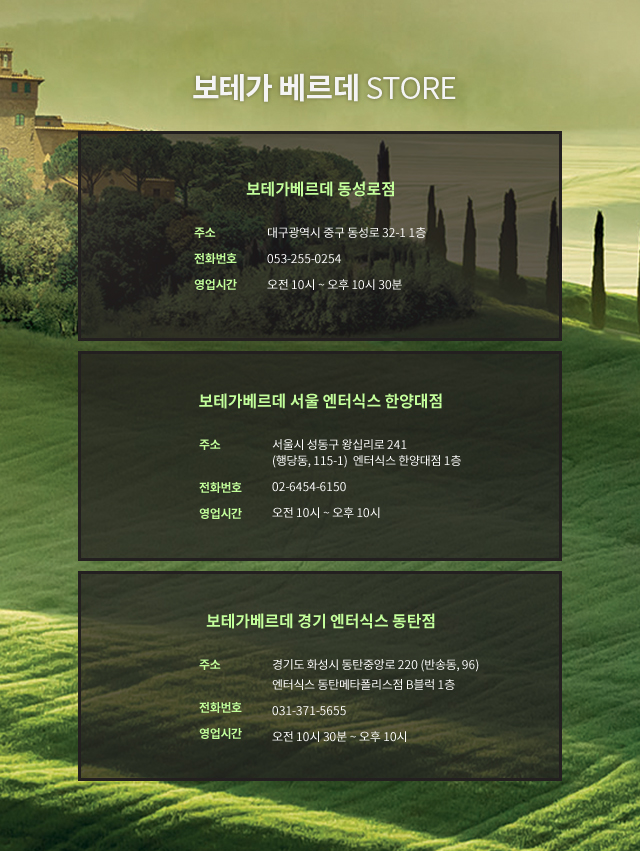 보테가 베르데 STORE
보테가베르데 동성로점
주소 대구광역시 중구 동성로 32-1 1층
전화번호 053-255-0254
영업시간 오전 10시 ~ 오후 10시 30분
보테가베르데 서울 엔터식스 한양대점
주소 서울시 성동구 왕십리로 241
(행당동, 115-1) 엔터식스 한양대점 1층
전화번호 02-6454-6150
영업시간 오전 10시 ~ 오후 10시
보테가베르데 경기 엔터식스 동탄점
주소 경기도 화성시 동탄중앙로 220 (반송동, 96)
엔터식스 동탄메타폴리스점 B블럭 1층
전화번호 031-371-5655
영업시간 오전 10시 30분 ~ 오후 10시